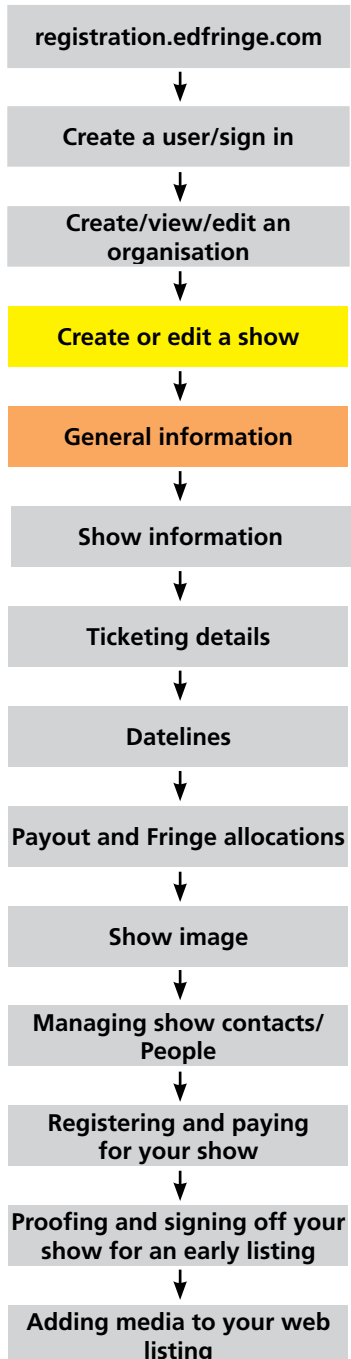 registration.edfringe.com
Create a user/sign in
Create/view/edit an
organisation
Create or edit a show
General information
Show information
Ticketing details
Datelines
Payout and Fringe allocations
Show image
Managing show contacts/
People
Registering and paying
for your show
Proofing and signing off your
show for an early listing
Adding media to your web
listing